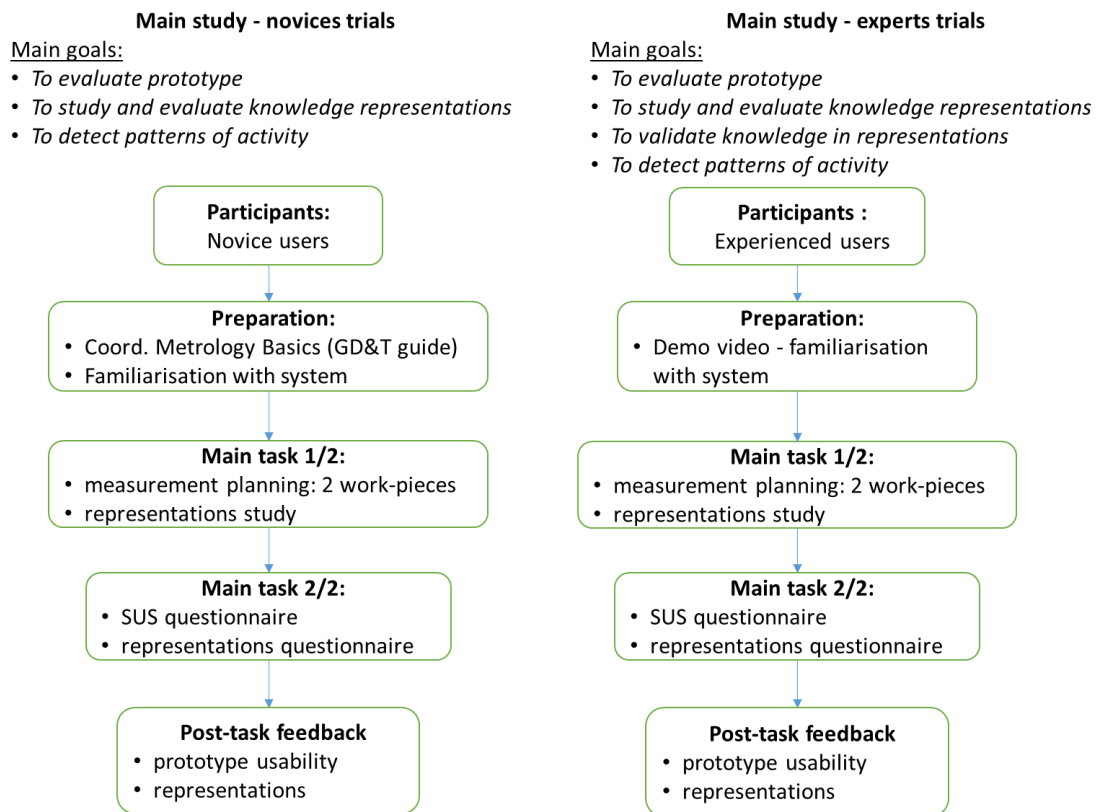 Main study - novices trials
Main goals:
• To evaluate prototype
• To study and evaluate knowledge representations
• To detect patterns of activity
Participants:
Novice users
Preparation:
• Coord. Metrology Basics (GD&T guide)
• Familiarisation with system
Main task 1/2:
• measurement planning: 2 work-pieces
• representations study
Main task 2/2:
• SUS questionnaire
• representations questionnaire
Post-task feedback
• prototype usability
• representations
Main study - experts trials
Main goals:
• To evaluate prototype
• To study and evaluate knowledge representations
• To validate knowledge in representations
• To detect patterns of activity
Participants :
Experienced users
Preparation:
• Demo video - familiarisation
with system
Main task 1/2:
• measurement planning: 2 work-pieces
• representations study
Main task 2/2:
• SUS questionnaire
• representations questionnaire
Post-task feedback
• prototype usability
• representations